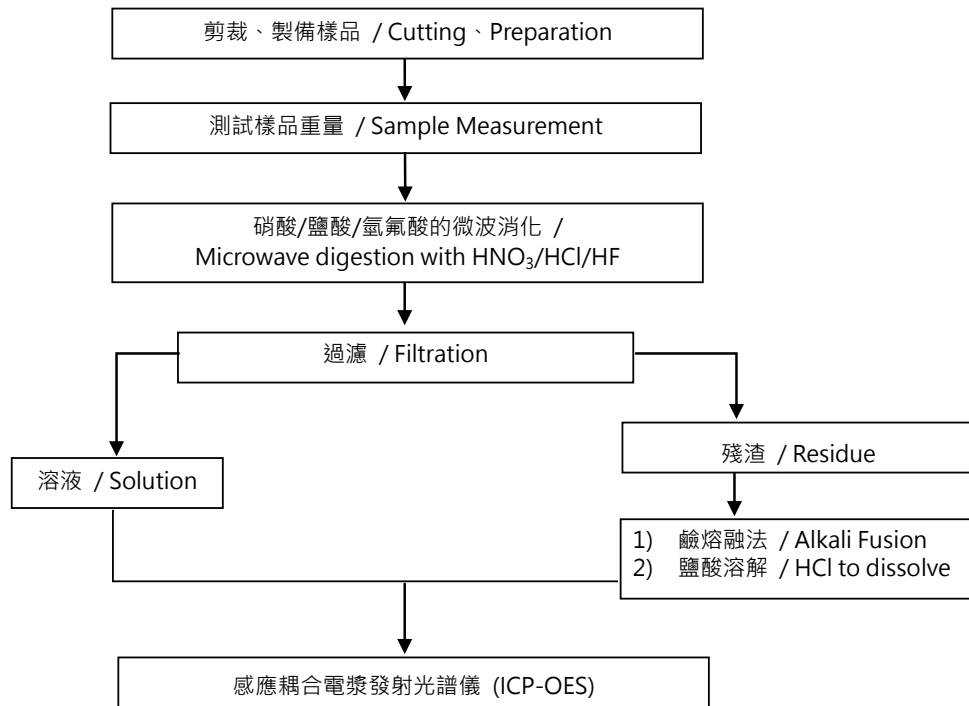 剪裁、製備樣品 / Cutting、Preparation
測試樣品重量 / Sample Measurement
硝酸/鹽酸/氫氟酸的微波消化 /
Microwave digestion with HNO₃/HCl/HF
過濾 / Filtration
溶液 / Solution
殘渣 / Residue
1) 鹼熔融法 / Alkali Fusion
2) 鹽酸溶解 / HCl to dissolve
感應耦合電漿發射光譜儀 (ICP-OES)